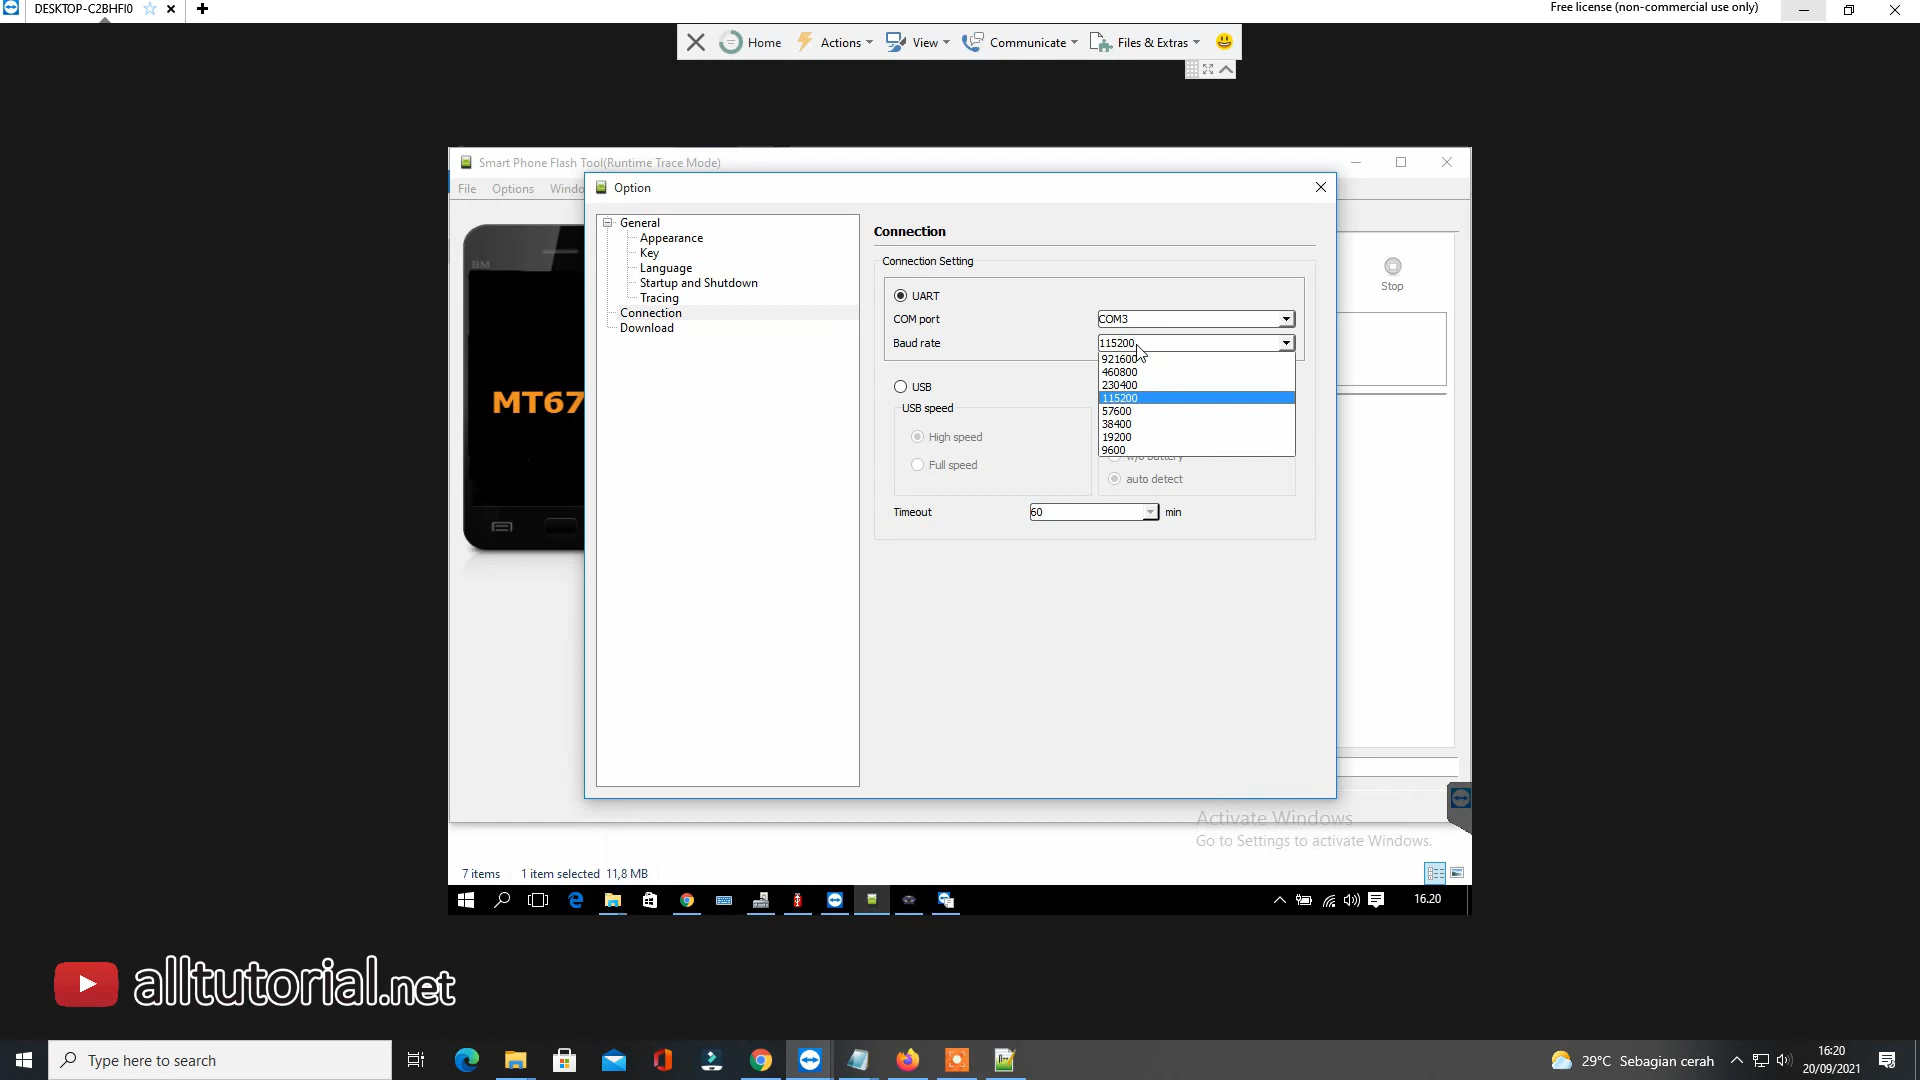 DESKTOP-C2BHFI0
Free license (non-commercial use only)
Home
Actions
View
Communicate
Files & Extras
Smart Phone Flash Tool(Runtime Trace Mode)
File
Options
Windo
Option
General
Appearance
Key
Language
Startup and Shutdown
Tracing
Connection
Download
Connection
Connection Setting
UART
COM port
COM3
Baud rate
115200
921600
460800
230400
115200
57600
38400
19200
9600
USB
USB speed
High speed
Full speed
w/o battery
auto detect
Timeout
60
min
Stop
BM
MT67
Activate Windows
Go to Settings to activate Windows.
7 items
1 item selected 11,8 MB
16.20
alltutorial.net
Type here to search
29°C Sebagian cerah
16:20
20/09/2021